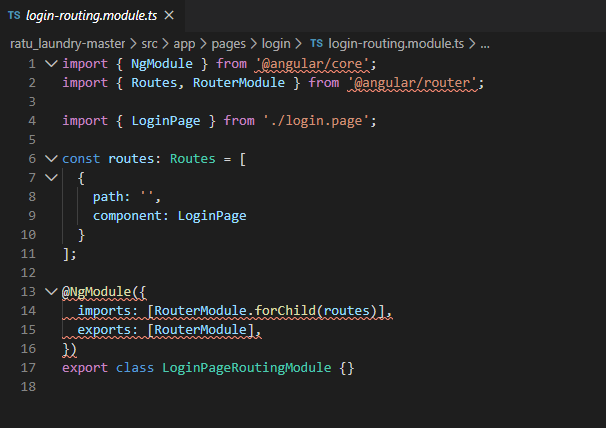 TS login-routing.module.ts ×
ratu_laundry-master > src > app > pages > login > TS login-routing.module.ts > ...
1 import { NgModule } from '@angular/core';
2 import { Routes, RouterModule } from '@angular/router';
3
4 import { LoginPage } from './login.page';
5
6 const routes: Routes = [
7   {
8     path: '',
9     component: LoginPage
10   }
11 ];
12
13 @NgModule({
14   imports: [RouterModule.forChild(routes)],
15   exports: [RouterModule],
16 })
17 export class LoginPageRoutingModule {}
18